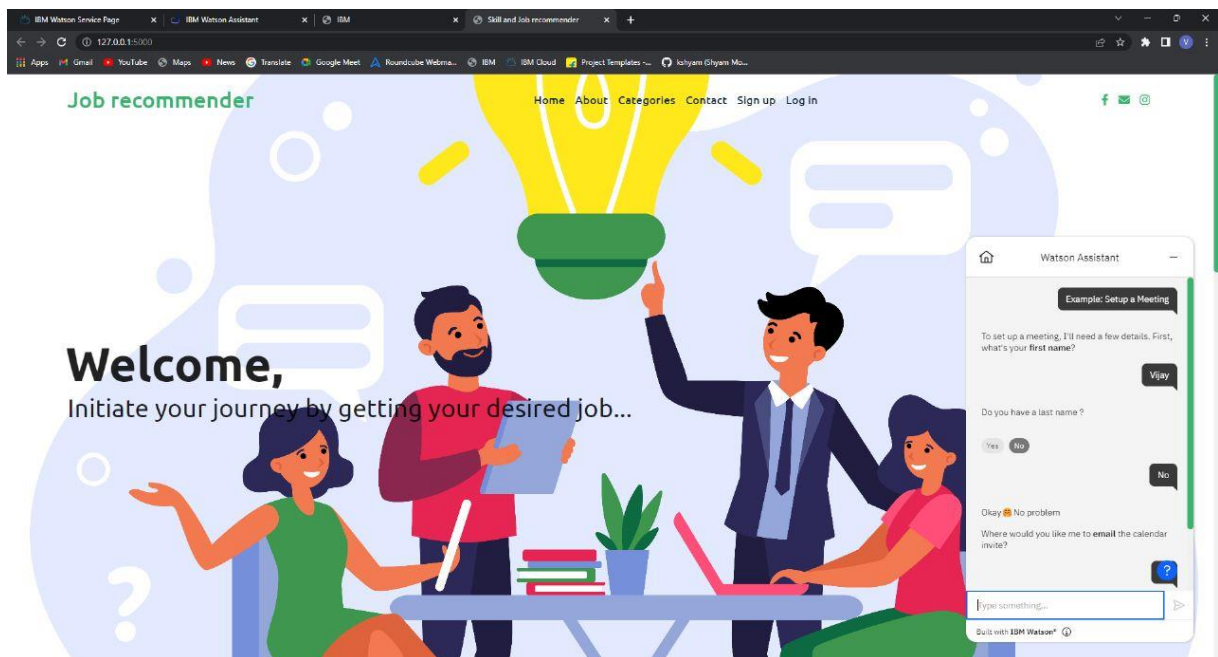 IBM Watson Service Page
IBM Watson Assistant
IBM
Skill and Job recommender
127.0.0.1:5000
Apps
Gmail
YouTube
Maps
News
Translate
Google Meet
Roundcube Webma...
IBM
IBM Cloud
Project Templates -...
kshyam (Shyam Mo...
Job recommender
Home About Categories Contact Sign up Log in
Welcome,
Initiate your journey by getting your desired job...
?
Watson Assistant
Example: Setup a Meeting
To set up a meeting, I'll need a few details. First,
what's your first name?
Vijay
Do you have a last name ?
Yes No
No
Okay🤗 No problem
Where would you like me to email the calendar
invite?
?
Type something...
Built with IBM Watson®